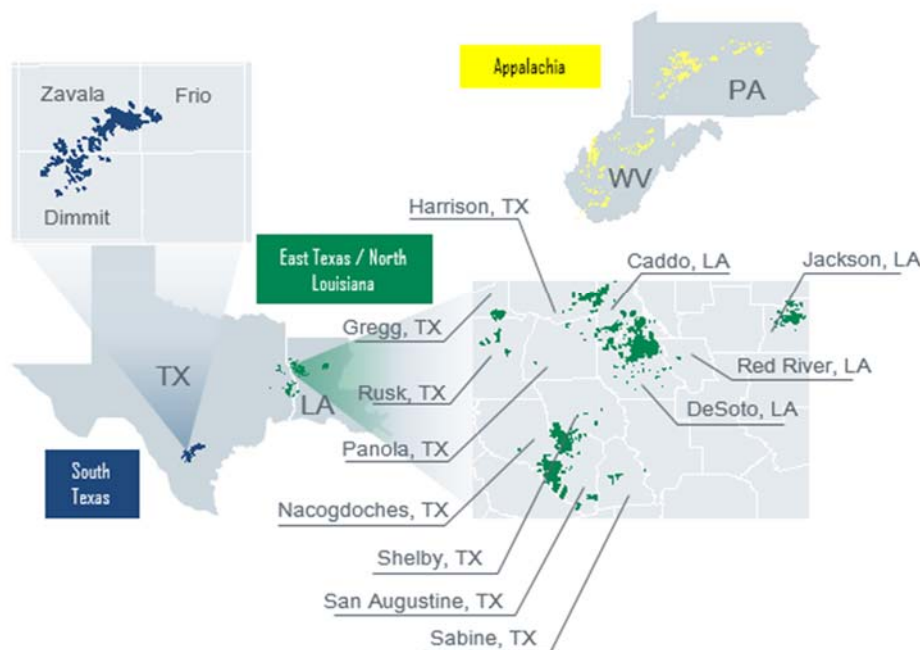 Appalachia
PA
WV
Zavala
Frio
Dimmit
East Texas / North
Louisiana
TX
LA
South
Texas
Harrison, TX
Caddo, LA
Jackson, LA
Gregg, TX
Red River, LA
Rusk, TX
DeSoto, LA
Panola, TX
Nacogdoches, TX
Shelby, TX
San Augustine, TX
Sabine, TX